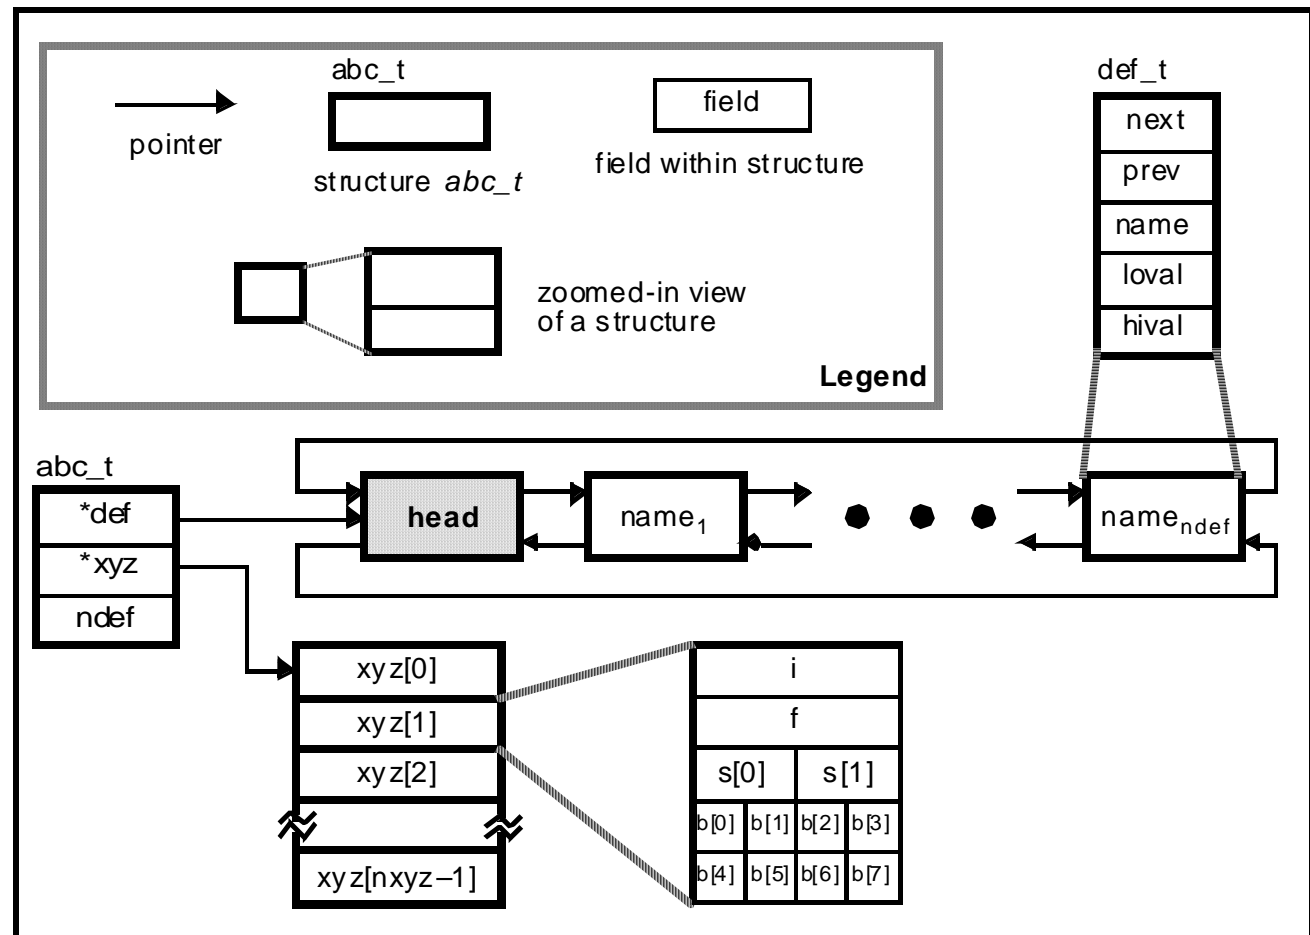 abc_t
pointer
structure abc_t
field
field within structure
zoomed-in view
of a structure
Legend
def_t
next
prev
name
loval
hival
abc_t
*def
*xyz
ndef
head
name1
namendef
xyz[0]
xyz[1]
xyz[2]
xyz[nxyz–1]
i
f
s[0] s[1]
b[0] b[1] b[2] b[3]
b[4] b[5] b[6] b[7]